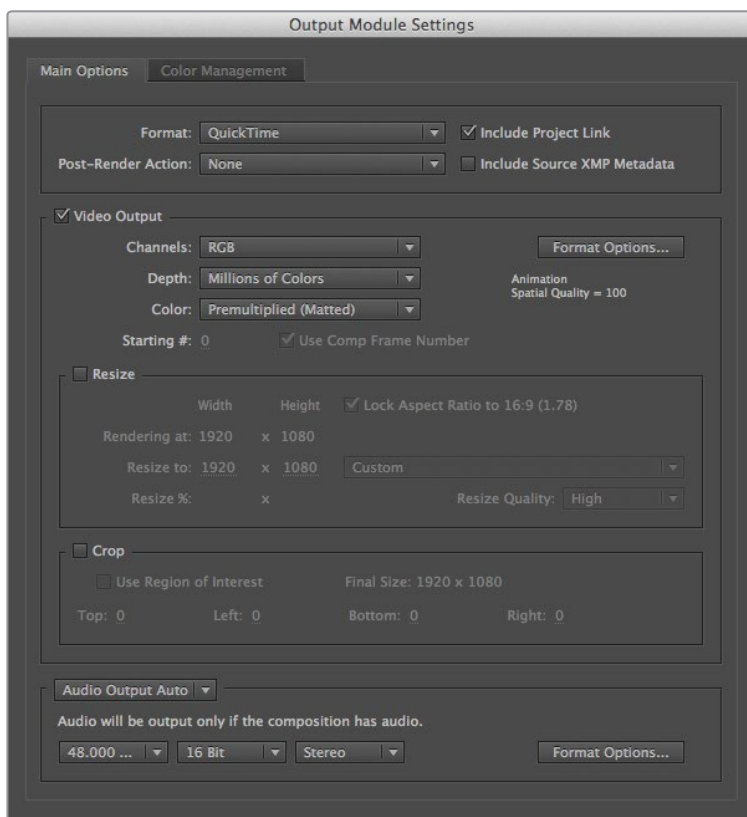 Output Module Settings
Main Options Color Management
Format: QuickTime Include Project Link
Post-Render Action: None Include Source XMP Metadata
Video Output
Channels: RGB Format Options...
Depth: Millions of Colors Animation
Spatial Quality = 100
Color: Premultiplied (Matted)
Starting #: 0 Use Comp Frame Number
Resize
Width Height Lock Aspect Ratio to 16:9 (1.78)
Rendering at: 1920 x 1080
Resize to: 1920 x 1080 Custom
Resize %: x Resize Quality: High
Crop
Use Region of Interest Final Size: 1920 x 1080
Top: 0 Left: 0 Bottom: 0 Right: 0
Audio Output Auto
Audio will be output only if the composition has audio.
48.000 ... 16 Bit Stereo Format Options...